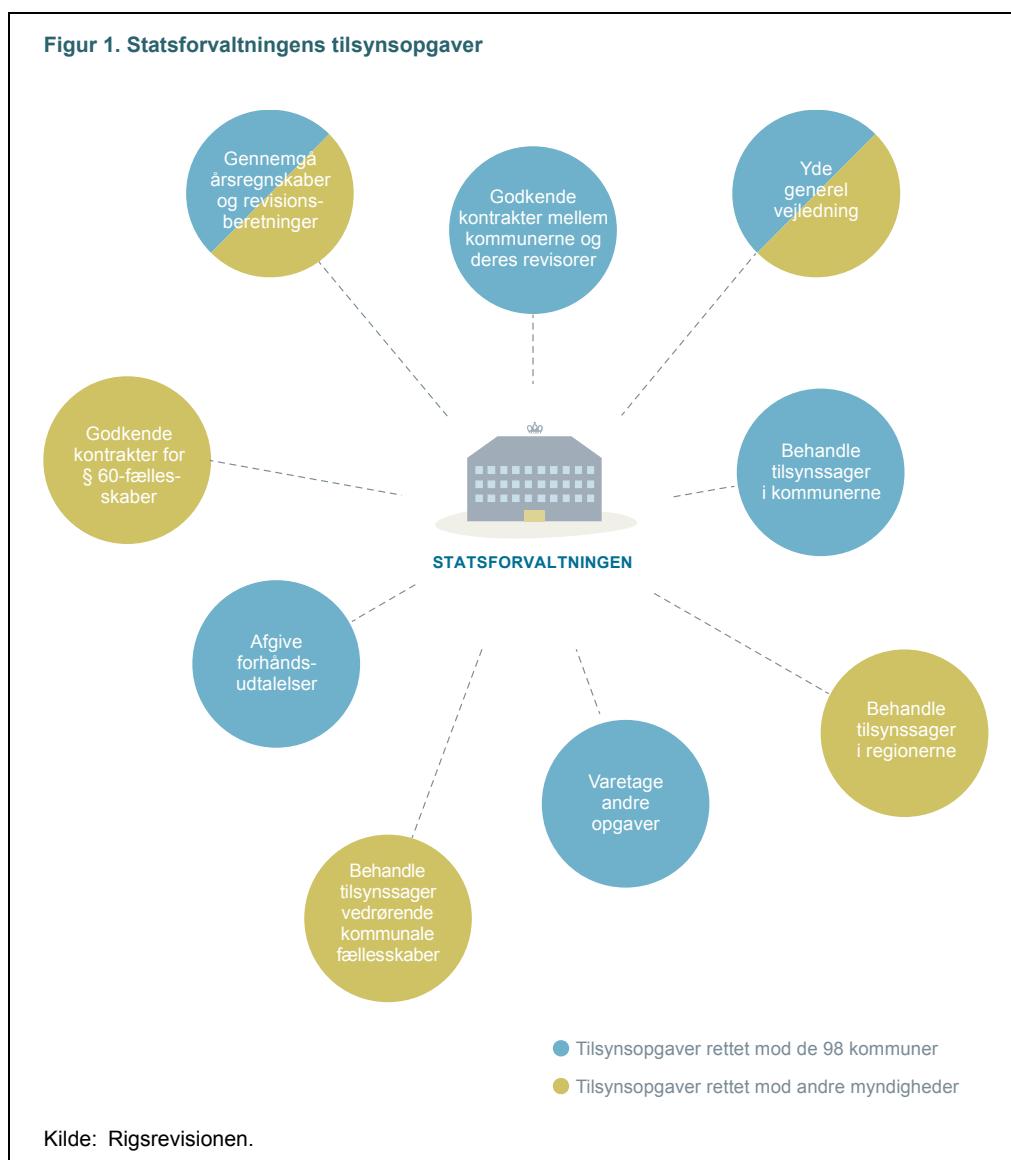 Figur 1. Statsforvaltningens tilsynsopgaver
Gennemgå
årsregnskaber
og revisions-
beretninger
Godkende
kontrakter mellem
kommunerne og
deres revisorer
Yde
generel
vejledning
Godkende
kontrakter for
§ 60-fælles-
skaber
Behandle
tilsynssager
i kommunerne
STATSFORVALTNINGEN
Afgive
forhånds-
udtalelser
Behandle
tilsynssager
i regionerne
Varetage
andre
opgaver
Behandle
tilsynssager
vedrørende
kommunale
fællesskaber
Tilsynsopgaver rettet mod de 98 kommuner
Tilsynsopgaver rettet mod andre myndigheder
Kilde: Rigsrevisionen.